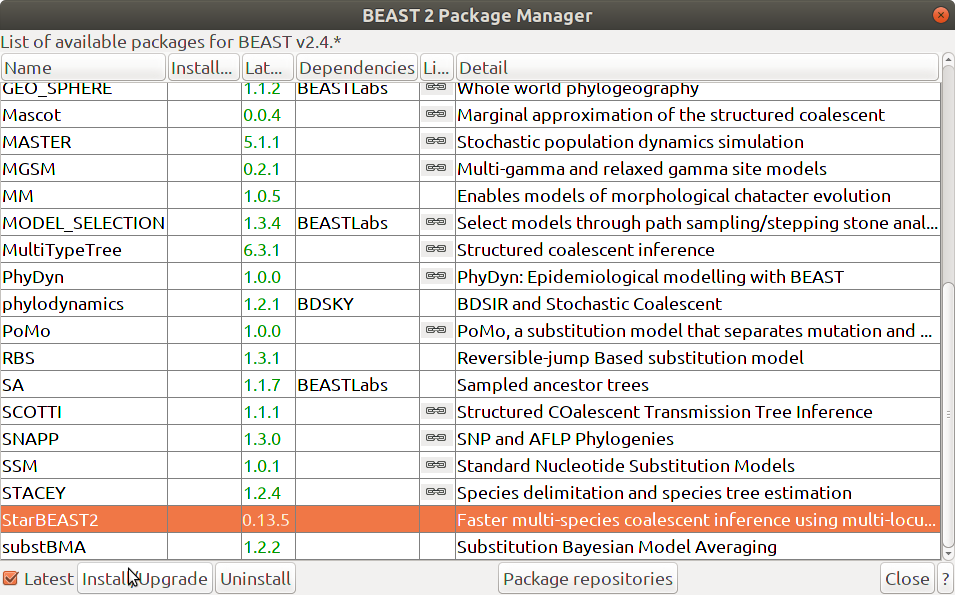 BEAST 2 Package Manager
List of available packages for BEAST v2.4.*
Name Install... Lat... Dependencies Li... Detail
GEO_SPHERE 1.1.2 BEASTLabs Whole world phylogeography
Mascot 0.0.4 Marginal approximation of the structured coalescent
MASTER 5.1.1 Stochastic population dynamics simulation
MGSM 0.2.1 Multi-gamma and relaxed gamma site models
MM 1.0.5 Enables models of morphological chatacter evolution
MODEL_SELECTION 1.3.4 BEASTLabs Select models through path sampling/stepping stone anal...
MultiTypeTree 6.3.1 Structured coalescent inference
PhyDyn 1.0.0 PhyDyn: Epidemiological modelling with BEAST
phylodynamics 1.2.1 BDSKY BDSIR and Stochastic Coalescent
PoMo 1.0.0 PoMo, a substitution model that separates mutation and ...
RBS 1.3.1 Reversible-jump Based substitution model
SA 1.1.7 BEASTLabs Sampled ancestor trees
SCOTTI 1.1.1 Structured COalescent Transmission Tree Inference
SNAPP 1.3.0 SNP and AFLP Phylogenies
SSM 1.0.1 Standard Nucleotide Substitution Models
STACEY 1.2.4 Species delimitation and species tree estimation
StarBEAST2 0.13.5 Faster multi-species coalescent inference using multi-locu...
substBMA 1.2.2 Substitution Bayesian Model Averaging
Latest Install/Upgrade Uninstall Package repositories Close ?